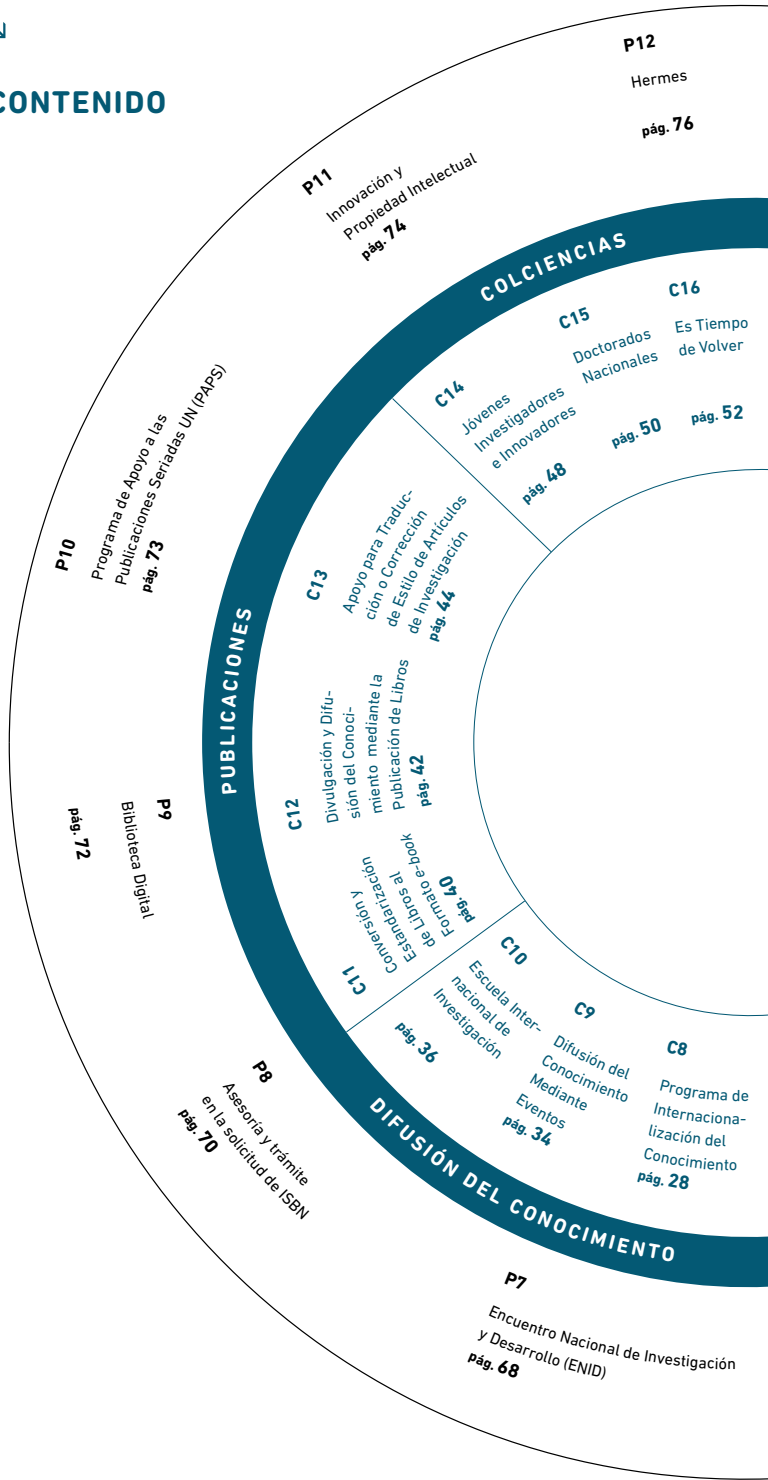 CONTENIDO
P12
Hermes
pág. 76
P11
Innovación y
Propiedad Intelectual
pág. 74
P10
Programa de Apoyo a las
Publicaciones Seriadas UN (PAPS)
pág. 73
P9
Biblioteca Digital
pág. 72
P8
Asesoría y trámite
en la solicitud de ISBN
pág. 70
P7
Encuentro Nacional de Investigación
y Desarrollo (ENID)
pág. 68
COLCIENCIAS
C16
Es Tiempo
de Volver
pág. 52
C15
Doctorados
Nacionales
pág. 50
C14
Jóvenes
Investigadores
e Innovadores
pág. 48
PUBLICACIONES
C13
Apoyo para Traduc-
ción o Corrección
de Estilo de Artículos
de Investigación
pág. 44
C12
Divulgación y Difu-
sión del Conoci-
miento mediante la
Publicación de Libros
pág. 42
C11
Conversión y
Estandarización
de Libros al
Formato e-book
pág. 40
DIFUSIÓN DEL CONOCIMIENTO
C10
Escuela Inter-
nacional de
Investigación
pág. 36
C9
Difusión del
Conocimiento
Mediante
Eventos
pág. 34
C8
Programa de
Internaciona-
lización del
Conocimiento
pág. 28